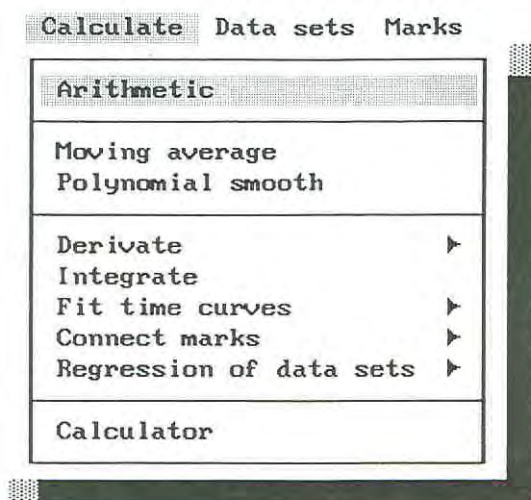 Calculate Data sets Marks
Arithmetic
Moving average
Polynomial smooth
Derivate
Integrate
Fit time curves
Connect marks
Regression of data sets
Calculator